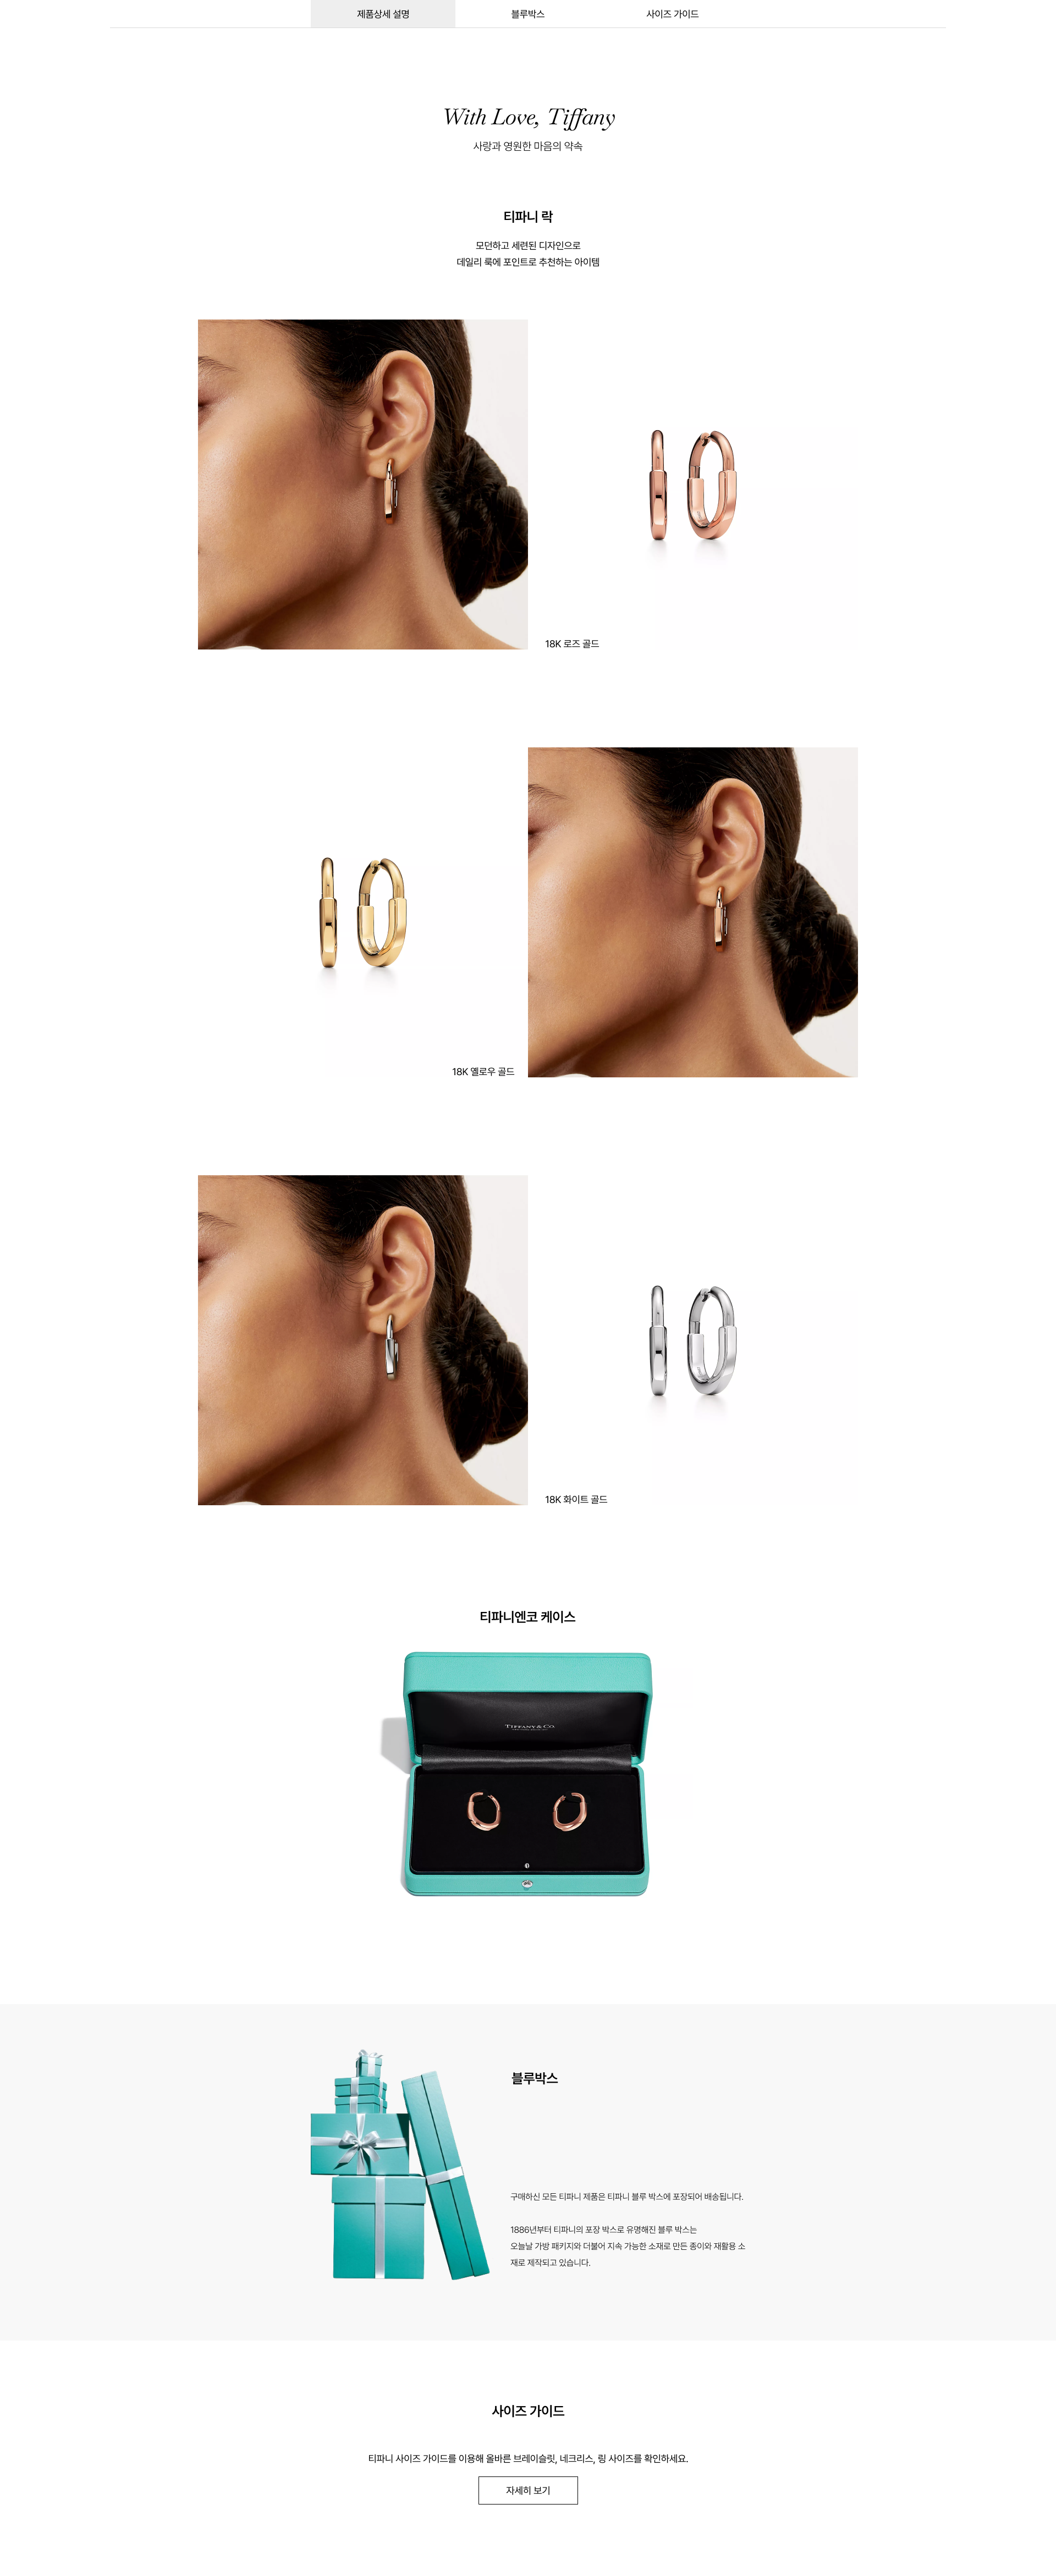 제품상세 설명
블루박스
사이즈 가이드
With Love, Tiffany
사랑과 영원한 마음의 약속
티파니 락
모던하고 세련된 디자인으로
데일리 룩에 포인트로 추천하는 아이템
18K 로즈 골드
18K 옐로우 골드
18K 화이트 골드
티파니엔코 케이스
TIFFANY & CO.
블루박스
구매하신 모든 티파니 제품은 티파니 블루 박스에 포장되어 배송됩니다.
1886년부터 티파니의 포장 박스로 유명해진 블루 박스는
오늘날 가방 패키지와 더불어 지속 가능한 소재로 만든 종이와 재활용 소
재로 제작되고 있습니다.
사이즈 가이드
티파니 사이즈 가이드를 이용해 올바른 브레이슬릿, 네크리스, 링 사이즈를 확인하세요.
자세히 보기